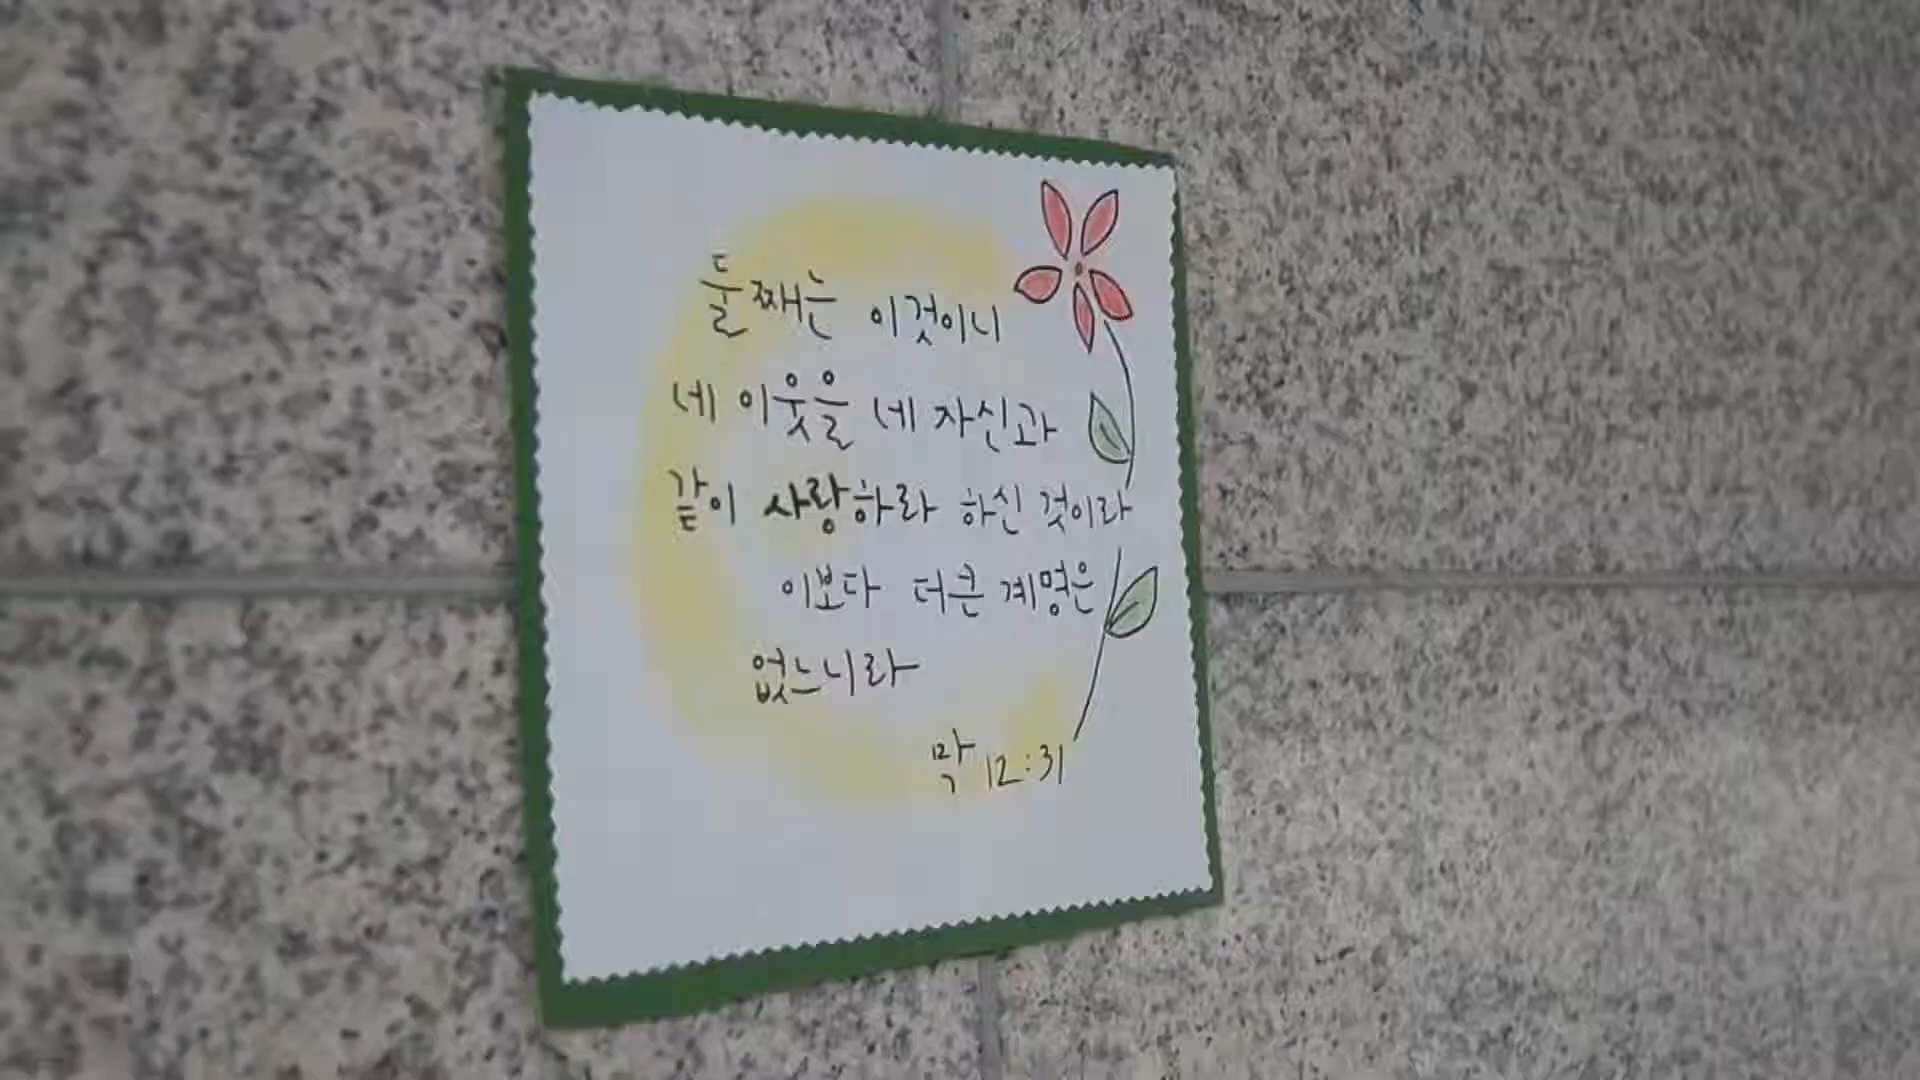 둘째는 이것이니
네 이웃을 네 자신과
같이 사랑하라 하신 것이라
이보다 더 큰 계명은
없느니라
막 12:31